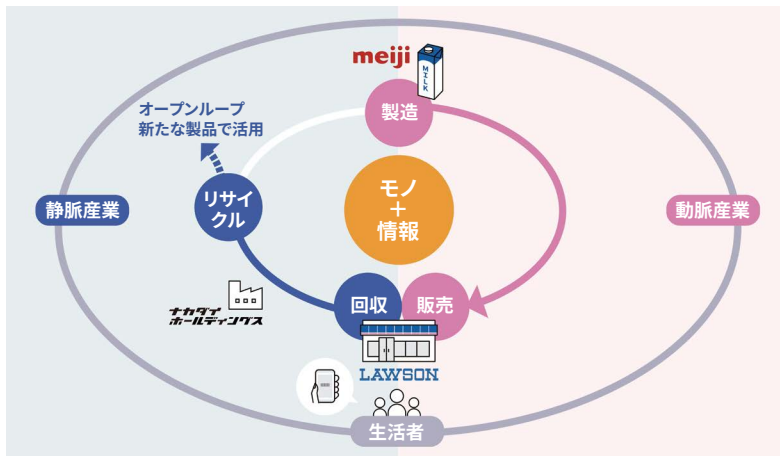 meiji
MILK
製造
オープンループ
新たな製品で活用
リサイ
クル
モノ
＋
情報
静脈産業
動脈産業
回収
販売
ナカダイ
ホールディングス
LAWSON
生活者